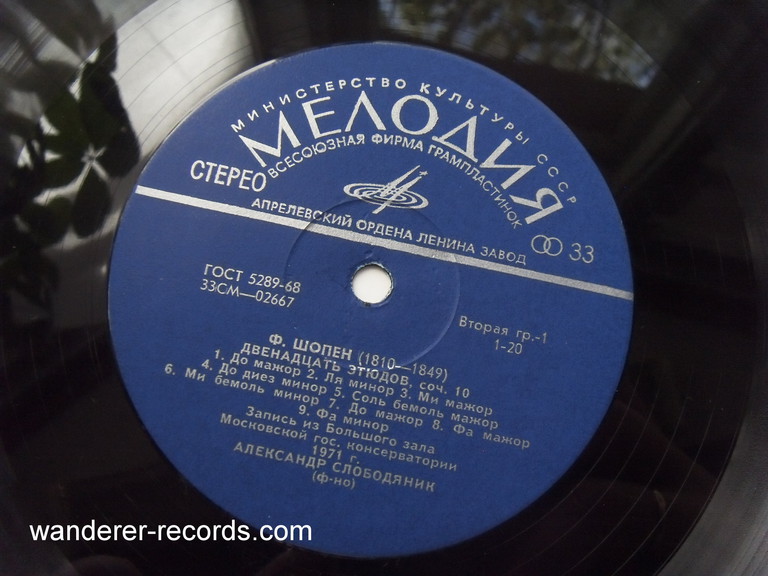 МИНИСТЕРСТВО КУЛЬТУРЫ СССР
МЕЛОДИЯ
ВСЕСОЮЗНАЯ ФИРМА ГРАМПЛАСТИНОК
СТЕРЕО
АПРЕЛЕВСКИЙ ОРДЕНА ЛЕНИНА ЗАВОД
33
ГОСТ 5289-68
33СМ—02667
Вторая гр.-1
1-20
Ф. ШОПЕН (1810—1849)
ДВЕНАДЦАТЬ ЭТЮДОВ, соч. 10
1. До мажор 2. Ля минор 3. Ми мажор
4. До диез минор 5. Соль бемоль мажор
6. Ми бемоль минор 7. До мажор 8. Фа мажор
9. Фа минор
Запись из Большого зала
Московской гос. консерватории
1971 г.
АЛЕКСАНДР СЛОБОДЯНИК
(ф-но)
wanderer-records.com